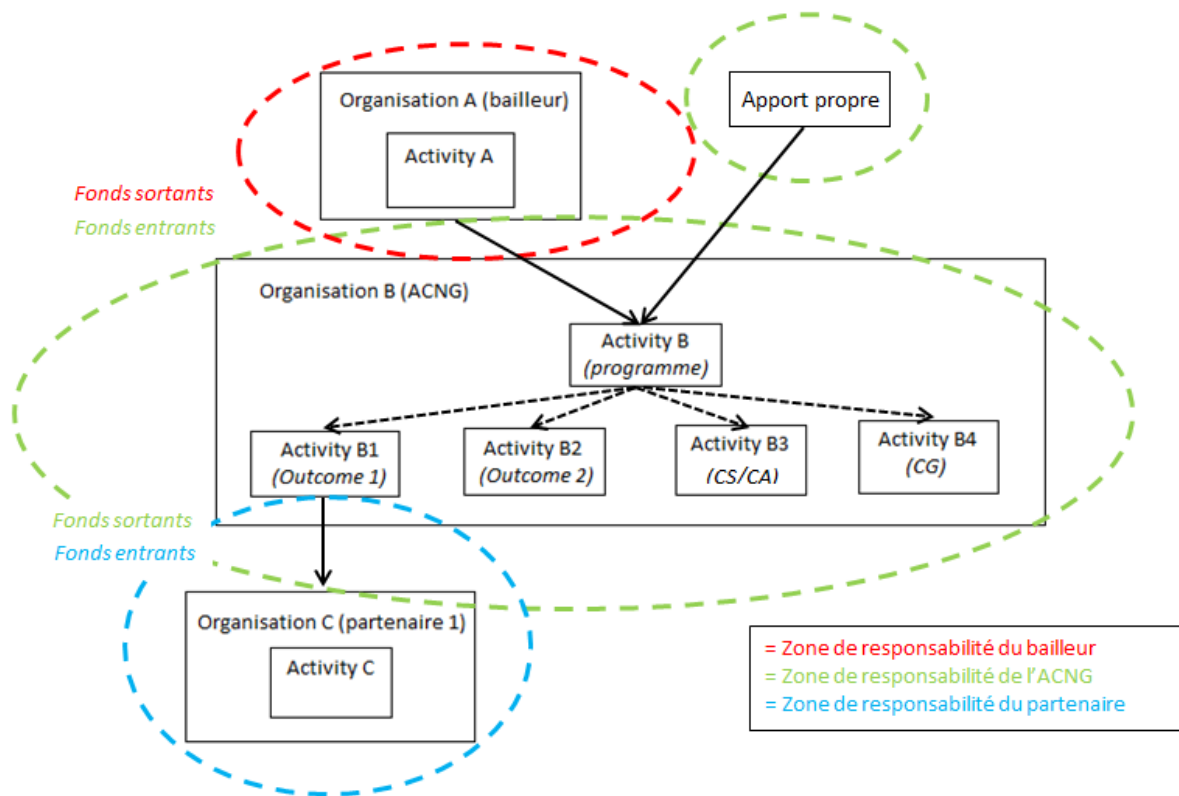 Organisation A (bailleur)
Activity A
Apport propre
Fonds sortants
Fonds entrants
Organisation B (ACNG)
Activity B
(programme)
Activity B1
(Outcome 1)
Activity B2
(Outcome 2)
Activity B3
(CS/CA)
Activity B4
(CG)
Fonds sortants
Fonds entrants
Organisation C (partenaire 1)
Activity C
= Zone de responsabilité du bailleur
= Zone de responsabilité de l'ACNG
= Zone de responsabilité du partenaire